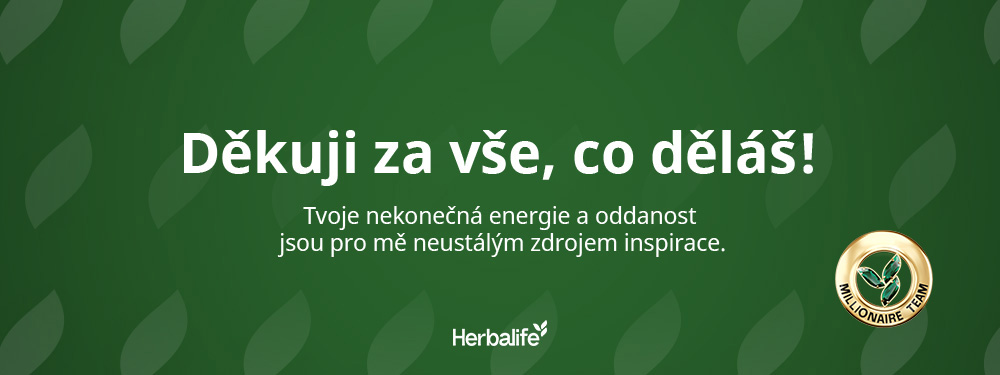 Děkuji za vše, co děláš!
Tvoje nekonečná energie a oddanost
jsou pro mě neustálým zdrojem inspirace.
MILLIONAIRE TEAM
Herbalife